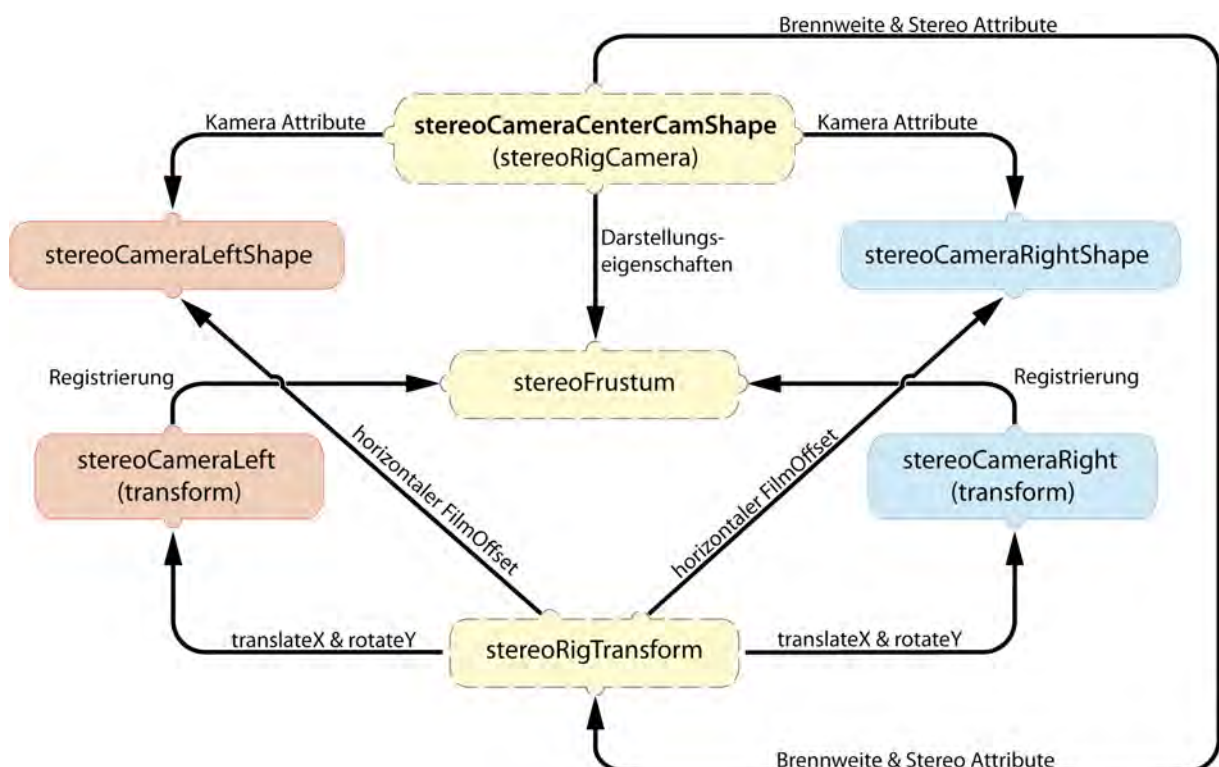 Brennweite & Stereo Attribute
Kamera Attribute
stereoCameraCenterCamShape
(stereoRigCamera)
Kamera Attribute
stereoCameraLeftShape
Darstellungs-
eigenschaften
stereoCameraRightShape
Registrierung
stereoFrustum
Registrierung
stereoCameraLeft
(transform)
horizontaler FilmOffset
horizontaler FilmOffset
stereoCameraRight
(transform)
translateX & rotateY
stereoRigTransform
translateX & rotateY
Brennweite & Stereo Attribute